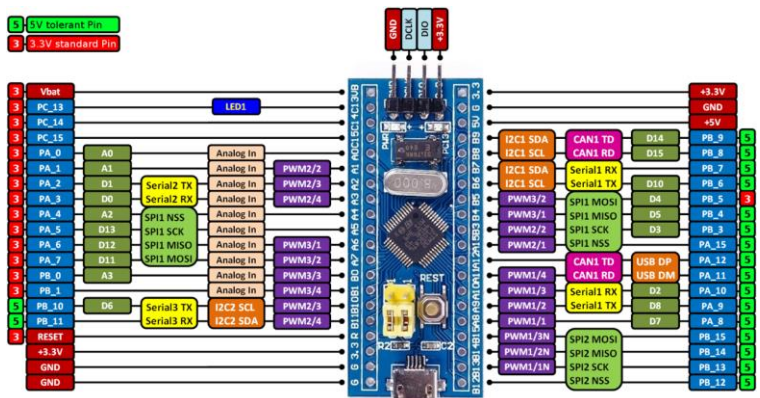 5 5V tolerant Pin
3 3.3V standard Pin
GND DCLK DIO +3.3V
3 Vbat
3 PC_13 LED1
3 PC_14
3 PC_15
3 PA_0 A0 Analog In
3 PA_1 A1 Analog In PWM2/2
3 PA_2 D1 Serial2 TX Analog In PWM2/3
3 PA_3 D0 Serial2 RX Analog In PWM2/4
3 PA_4 A2 SPI1 NSS Analog In
3 PA_5 D13 SPI1 SCK Analog In
3 PA_6 D12 SPI1 MISO Analog In PWM3/1
3 PA_7 D11 SPI1 MOSI Analog In PWM3/2
3 PB_0 A3 Analog In PWM3/3
3 PB_1 Analog In PWM3/4
5 PB_10 D6 Serial3 TX I2C2 SCL PWM2/3
5 PB_11 Serial3 RX I2C2 SDA PWM2/4
3 RESET
+3.3V
GND
GND
+3.3V
GND
+5V
I2C1 SDA CAN1 TD D14 PB_9 5
I2C1 SCL CAN1 RD D15 PB_8 5
I2C1 SDA Serial1 RX PB_7 5
I2C1 SCL Serial1 TX D10 PB_6 5
PWM3/2 SPI1 MOSI D4 PB_5 3
PWM3/1 SPI1 MISO D5 PB_4 5
PWM2/2 SPI1 SCK D3 PB_3 5
PWM2/1 SPI1 NSS PA_15 5
CAN1 TD USB DP PA_12 5
PWM1/4 CAN1 RD USB DM PA_11 5
PWM1/3 Serial1 RX D2 PA_10 5
PWM1/2 Serial1 TX D8 PA_9 5
PWM1/1 D7 PA_8 5
PWM1/3N SPI2 MOSI PB_15 5
PWM1/2N SPI2 MISO PB_14 5
PWM1/1N SPI2 SCK PB_13 5
SPI2 NSS PB_12 5
PWR
PC13
8.000
REST
R2
C2